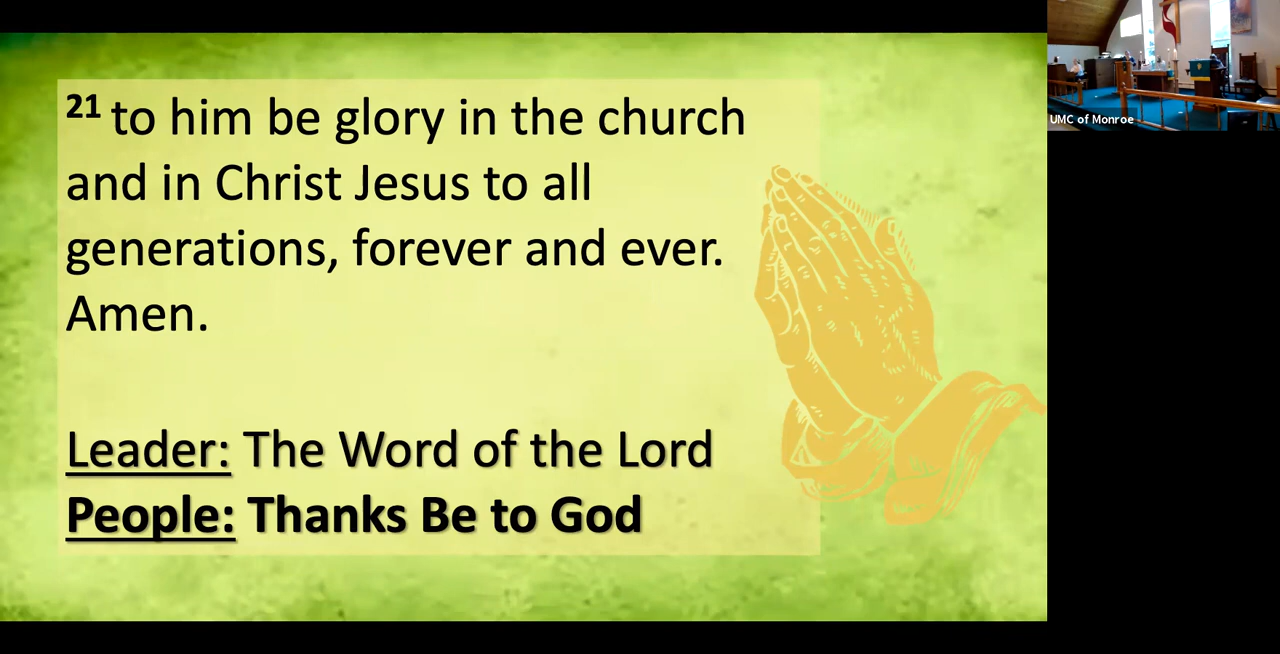 21 to him be glory in the church
and in Christ Jesus to all
generations, forever and ever.
Amen.
Leader: The Word of the Lord
People: Thanks Be to God
UMC of Monroe